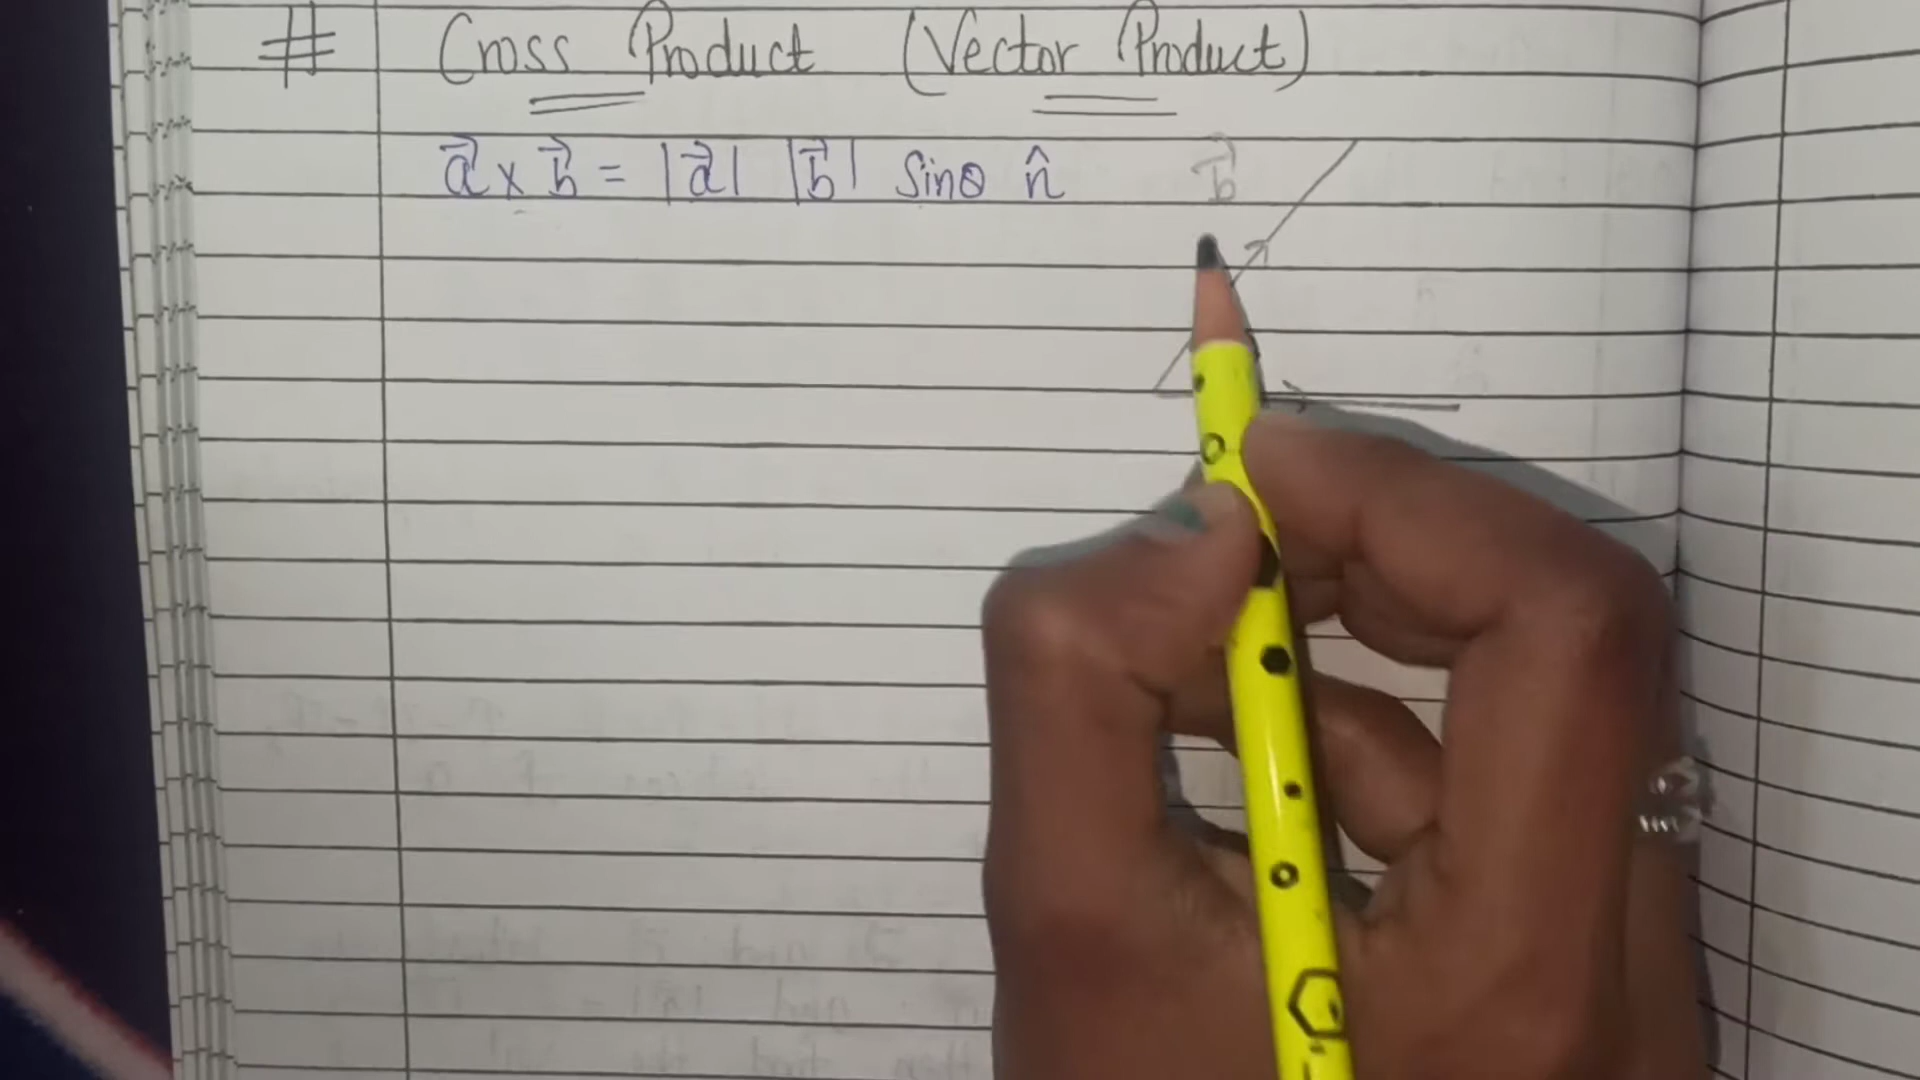 # Cross Product (Vector Product)
a⃗ x b⃗ = |a⃗| |b⃗| Sinθ n̂
b⃗